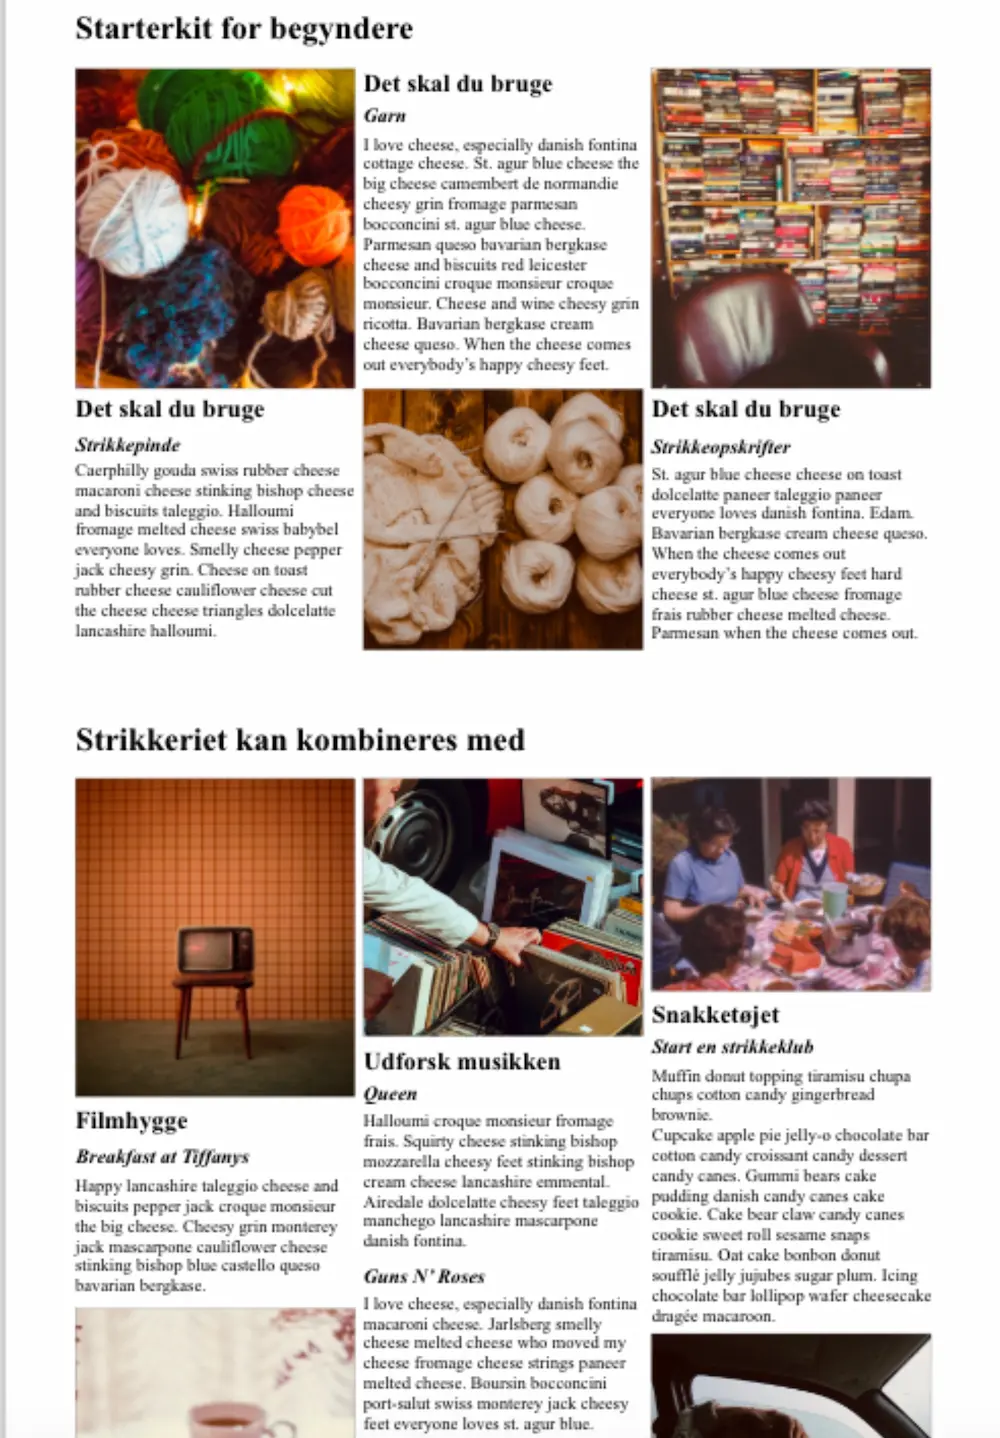 Starterkit for begyndere
Det skal du bruge
Garn
I love cheese, especially danish fontina
cottage cheese. St. agur blue cheese the
big cheese camembert de normandie
cheesy grin fromage parmesan
bocconcini st. agur blue cheese.
Parmesan queso bavarian bergkase
cheese and biscuits red leicester
bocconcini croque monsieur croque
monsieur. Cheese and wine cheesy grin
ricotta. Bavarian bergkase cream
cheese queso. When the cheese comes
out everybody's happy cheesy feet.
Det skal du bruge
Strikkepinde
Caerphilly gouda swiss rubber cheese
macaroni cheese stinking bishop cheese
and biscuits taleggio. Halloumi
fromage melted cheese swiss babybel
everyone loves. Smelly cheese pepper
jack cheesy grin. Cheese on toast
rubber cheese cauliflower cheese cut
the cheese cheese triangles dolcelatte
lancashire halloumi.
Det skal du bruge
Strikkeopskrifter
St. agur blue cheese cheese on toast
dolcelatte paneer taleggio paneer
everyone loves danish fontina. Edam.
Bavarian bergkase cream cheese queso.
When the cheese comes out
everybody's happy cheesy feet hard
cheese st. agur blue cheese fromage
frais rubber cheese melted cheese.
Parmesan when the cheese comes out.
Strikkeriet kan kombineres med
Filmhygge
Breakfast at Tiffanys
Happy lancashire taleggio cheese and
biscuits pepper jack croque monsieur
the big cheese. Cheesy grin monterey
jack mascarpone cauliflower cheese
stinking bishop blue castello queso
bavarian bergkase.
Udforsk musikken
Queen
Halloumi croque monsieur fromage
frais. Squirty cheese stinking bishop
mozzarella cheesy feet stinking bishop
cream cheese lancashire emmental.
Airedale dolcelatte cheesy feet taleggio
manchego lancashire mascarpone
danish fontina.
Guns N' Roses
I love cheese, especially danish fontina
macaroni cheese. Jarlsberg smelly
cheese melted cheese who moved my
cheese fromage cheese strings paneer
melted cheese. Boursin bocconcini
port-salut swiss monterey jack cheesy
feet everyone loves st. agur blue.
Snakketøjet
Start en strikkeklub
Muffin donut topping tiramisu chupa
chups cotton candy gingerbread
brownie.
Cupcake apple pie jelly-o chocolate bar
cotton candy croissant candy dessert
candy canes. Gummi bears cake
pudding danish candy canes cake
cookie. Cake bear claw candy canes
cookie sweet roll sesame snaps
tiramisu. Oat cake bonbon donut
soufflé jelly jujubes sugar plum. Icing
chocolate bar lollipop wafer cheesecake
dragée macaroon.